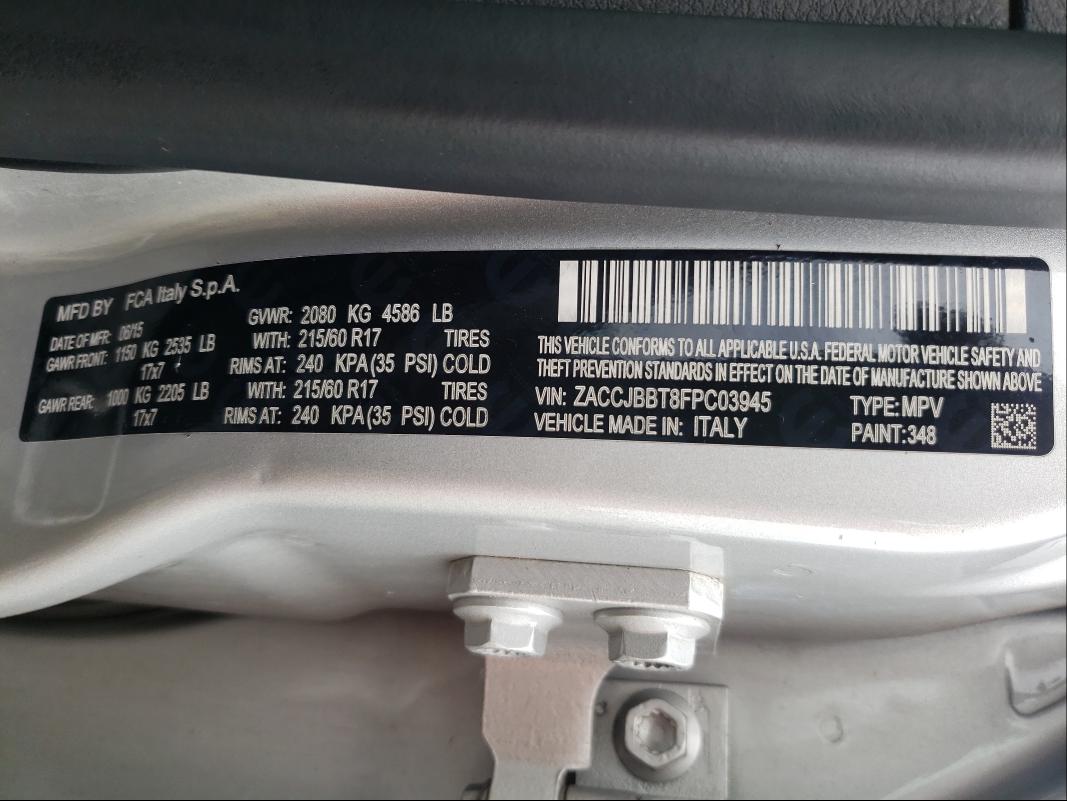 MFD BY FCA Italy S.p.A.
DATE OF MFR: 06/15
GAWR FRONT: 1150 KG 2535 LB
17x7
GAWR REAR: 1000 KG 2205 LB
17x7
GVWR: 2080 KG 4586 LB
WITH: 215/60 R17 TIRES
RIMS AT: 240 KPA(35 PSI) COLD
WITH: 215/60 R17 TIRES
RIMS AT: 240 KPA(35 PSI) COLD
THIS VEHICLE CONFORMS TO ALL APPLICABLE U.S.A. FEDERAL MOTOR VEHICLE SAFETY AND
THEFT PREVENTION STANDARDS IN EFFECT ON THE DATE OF MANUFACTURE SHOWN ABOVE
VIN: ZACCJBBT8FPC03945 TYPE: MPV
VEHICLE MADE IN: ITALY PAINT:348